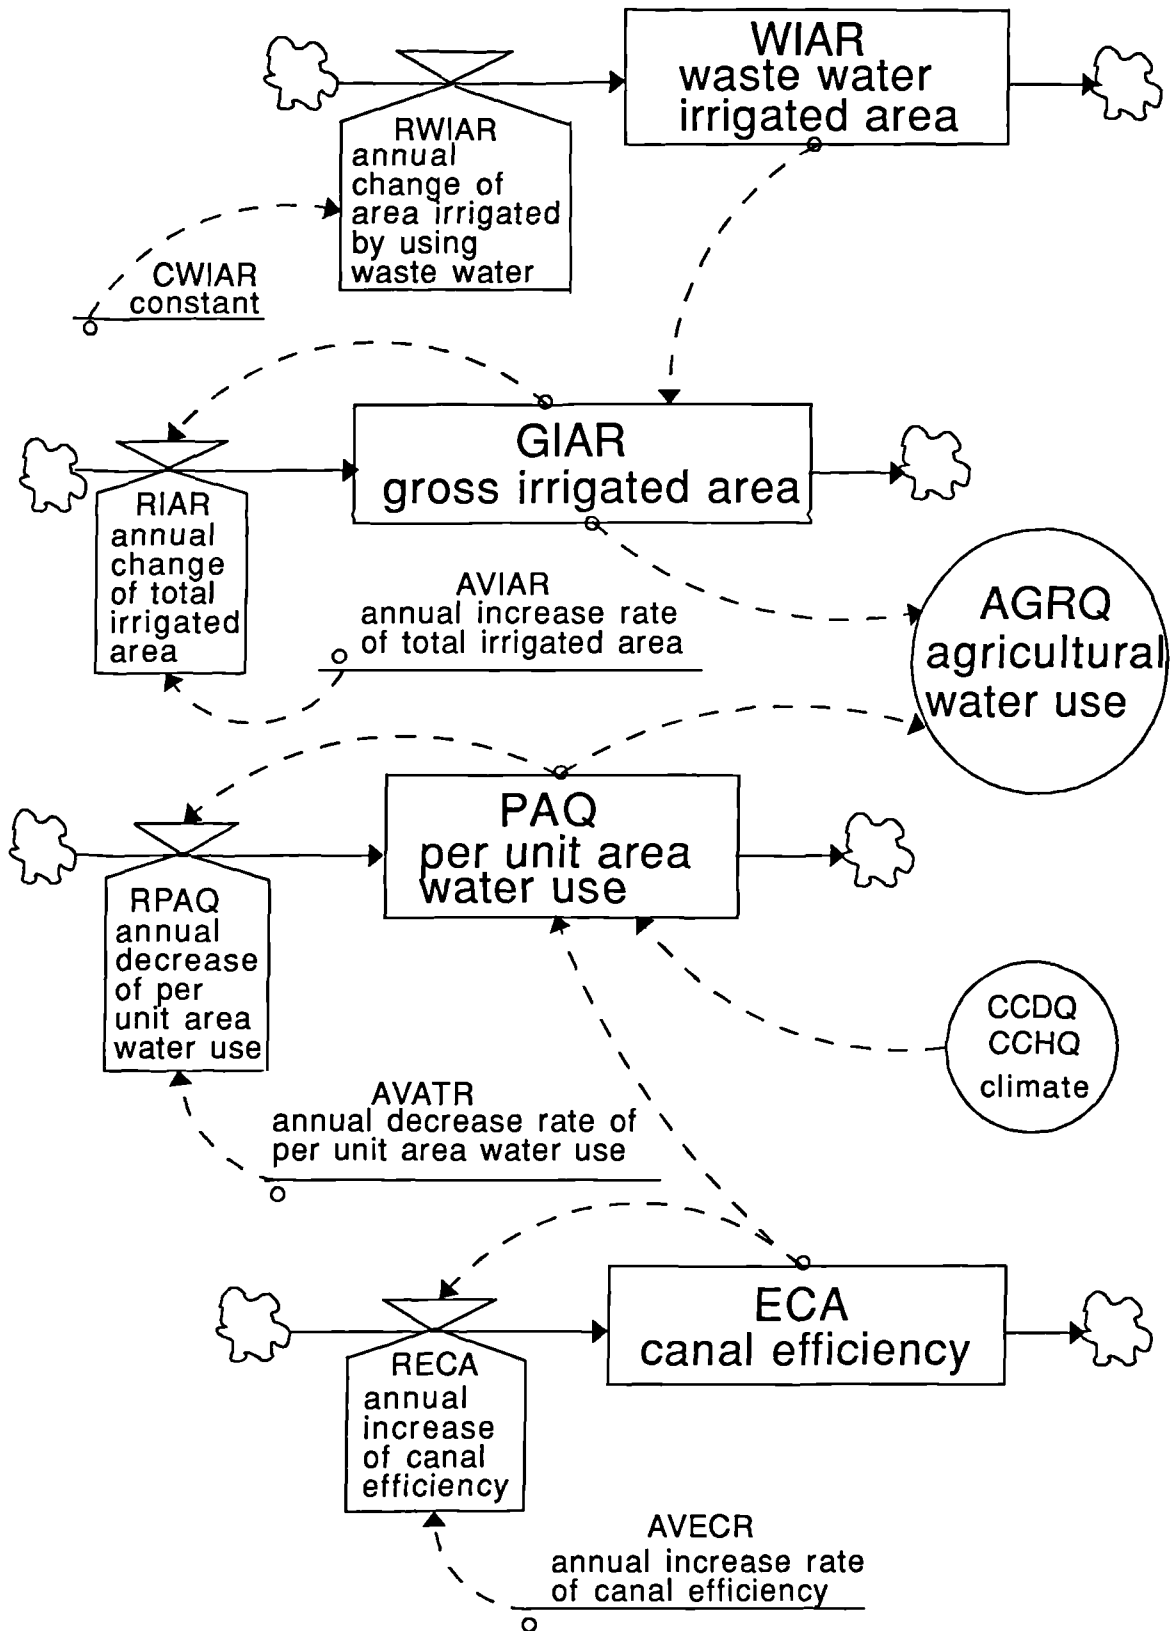 WIAR
waste water
irrigated area
RWIAR
annual
change of
area irrigated
by using
waste water
CWIAR
constant
GIAR
gross irrigated area
RIAR
annual
change
of total
irrigated
area
AVIAR
annual increase rate
of total irrigated area
AGRQ
agricultural
water use
PAQ
per unit area
water use
RPAQ
annual
decrease
of per
unit area
water use
CCDQ
CCHQ
climate
AVATR
annual decrease rate of
per unit area water use
ECA
canal efficiency
RECA
annual
increase
of canal
efficiency
AVECR
annual increase rate
of canal efficiency